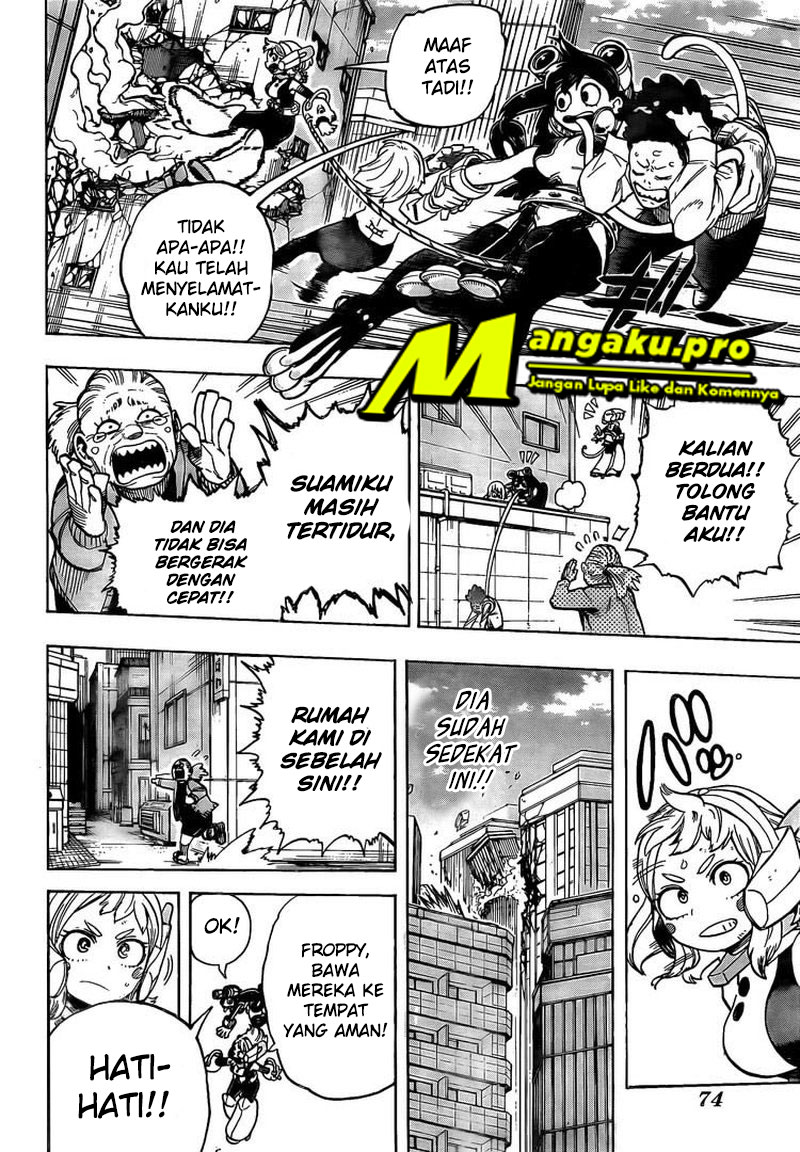 MAAF
ATAS
TADI!!
TIDAK
APA-APA!!
KAU TELAH
MENYELAMAT-
KANKU!!
Mangaku.pro
Jangan Lupa Like dan Komennya
KALIAN
BERDUA!!
TOLONG
BANTU
AKU!!
SUAMIKU
MASIH
TERTIDUR,
DAN DIA
TIDAK BISA
BERGERAK
DENGAN
CEPAT!!
DIA
SUDAH
SEDEKAT
INI!!
RUMAH
KAMI DI
SEBELAH
SINI!!
FROPPY,
BAWA
MEREKA KE
TEMPAT
YANG AMAN!
OK!
HATI-
HATI!!
74